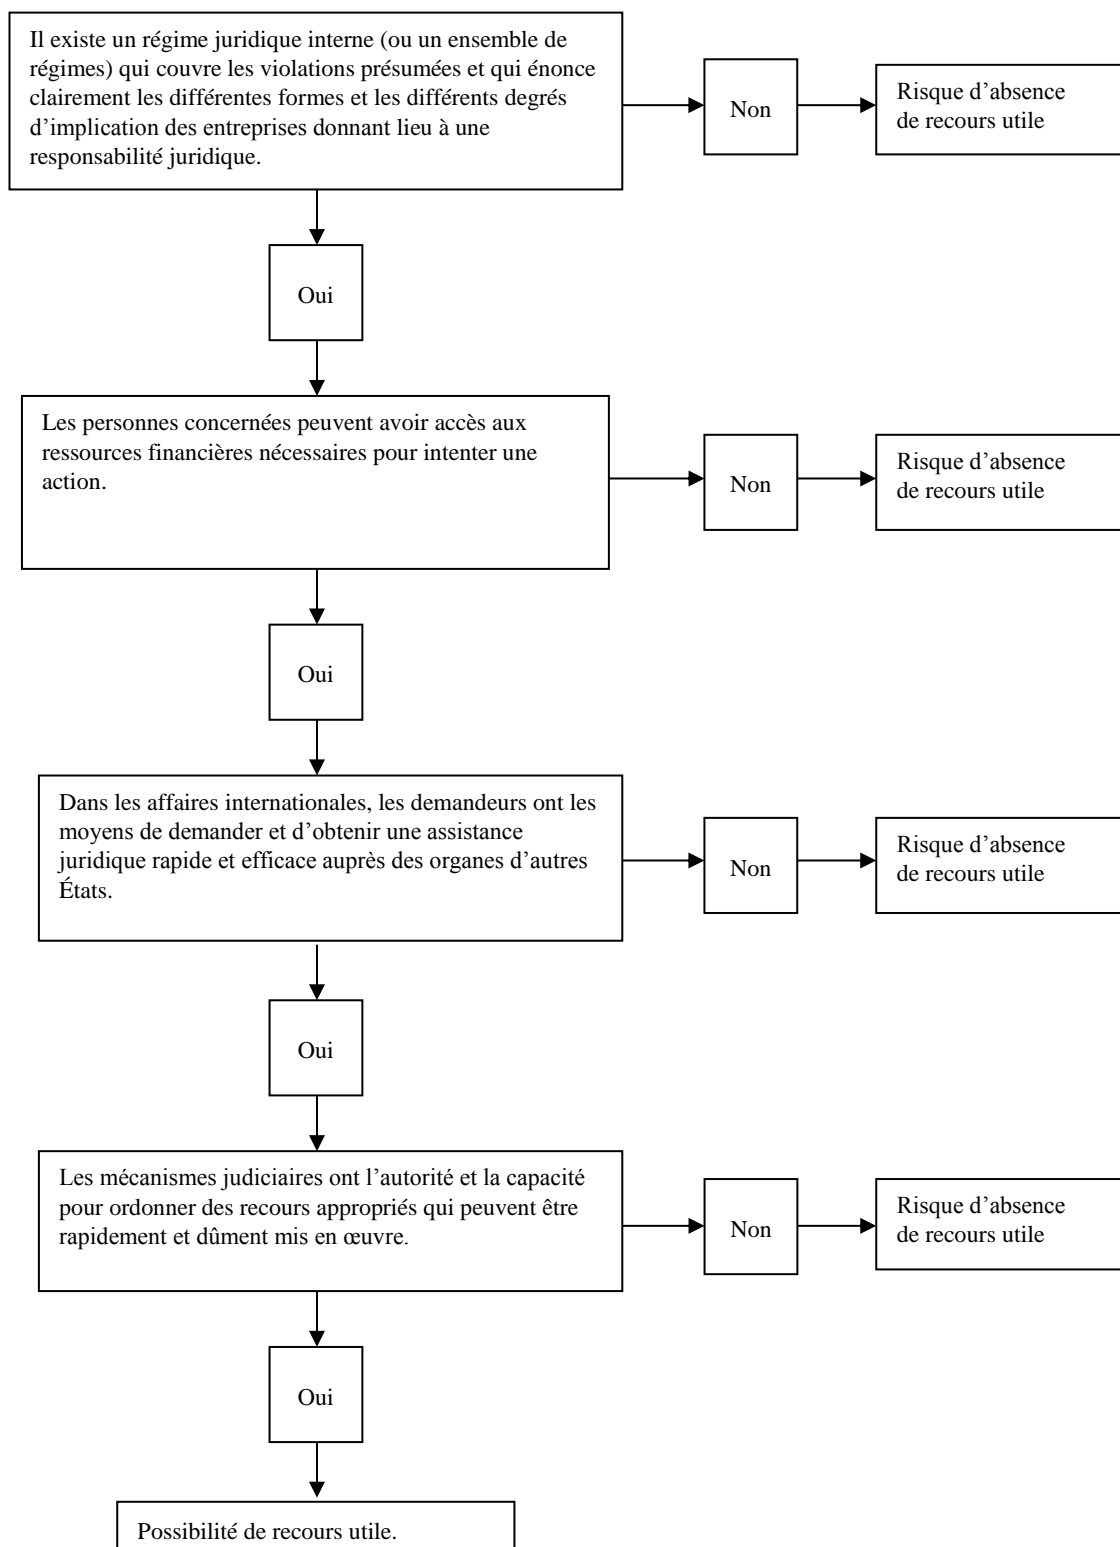 Il existe un régime juridique interne (ou un ensemble de
régimes) qui couvre les violations présumées et qui énonce
clairement les différentes formes et les différents degrés
d’implication des entreprises donnant lieu à une
responsabilité juridique.
Non
Risque d’absence
de recours utile
Oui
Les personnes concernées peuvent avoir accès aux
ressources financières nécessaires pour intenter une
action.
Non
Risque d’absence
de recours utile
Oui
Dans les affaires internationales, les demandeurs ont les
moyens de demander et d’obtenir une assistance
juridique rapide et efficace auprès des organes d’autres
États.
Non
Risque d’absence
de recours utile
Oui
Les mécanismes judiciaires ont l’autorité et la capacité
pour ordonner des recours appropriés qui peuvent être
rapidement et dûment mis en œuvre.
Non
Risque d’absence
de recours utile
Oui
Possibilité de recours utile.